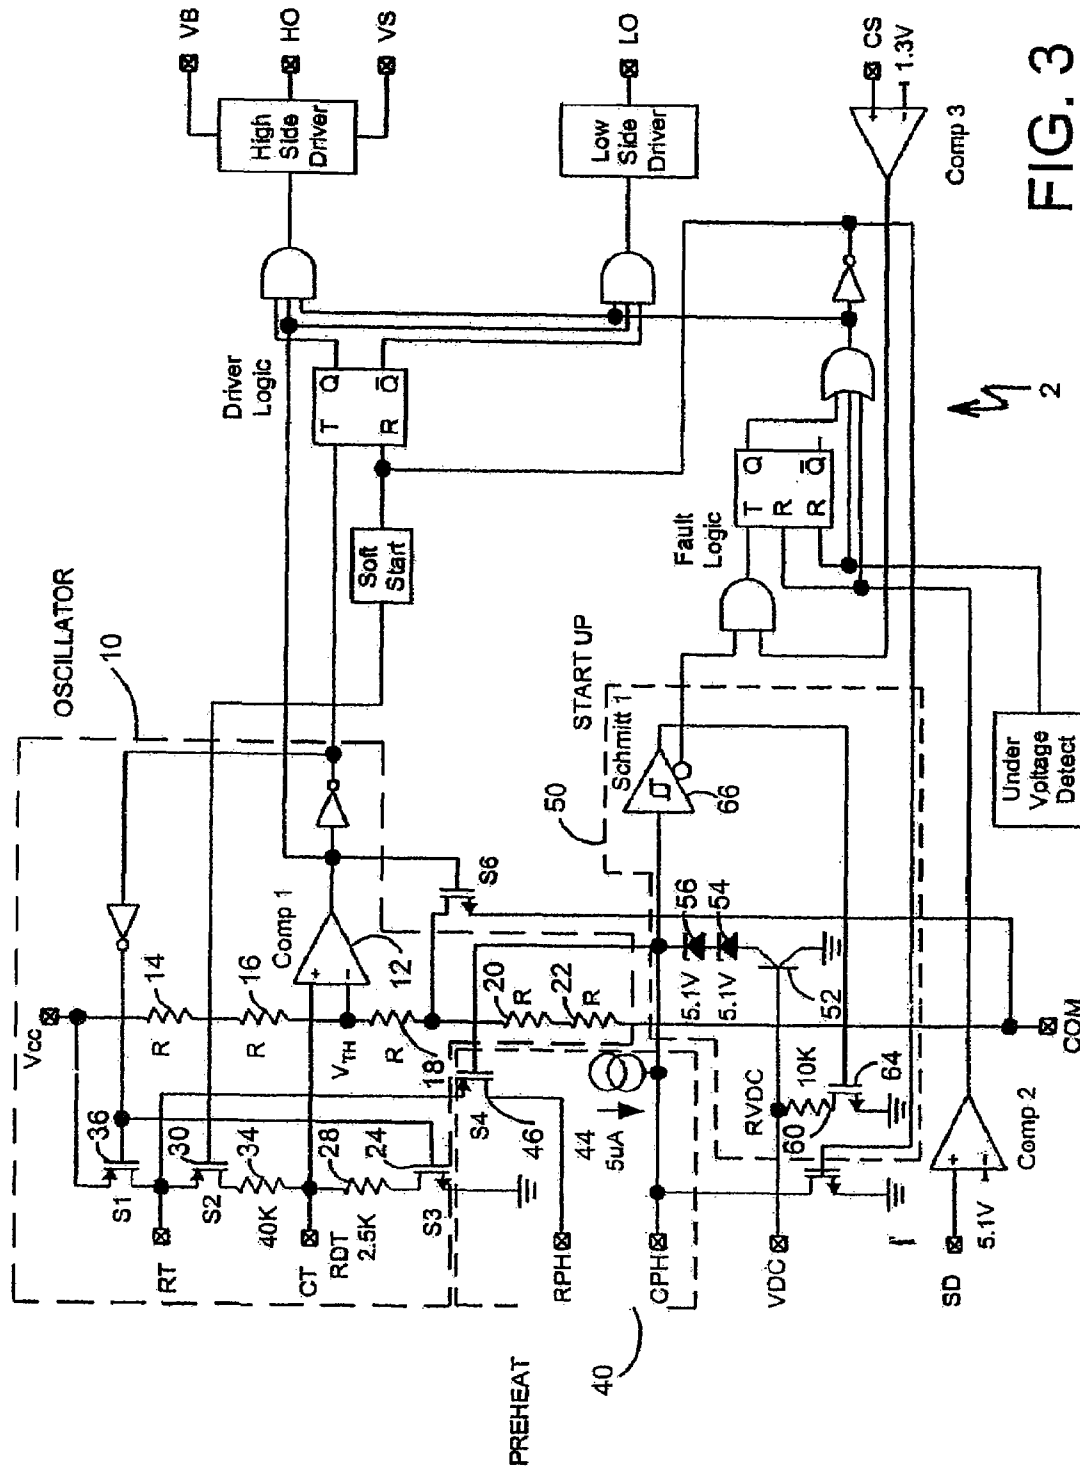 VB
HO
VS
High
Side
Driver
LO
Low
Side
Driver
CS
1.3V
Comp 3
FIG. 3
2
Driver
Logic
T Q
R Q
Soft
Start
Fault
Logic
T Q
R
R Q
OSCILLATOR
10
START UP
50
Schmitt 1
66
Under
Voltage
Detect
Vcc
14
R
16
R
Comp 1
12
VTH
R
18
S6
20
R
22
R
36
S1
30
S2
34
40K
28
RDT
2.5K
24
S3
RT
CT
S4
46
44
5uA
5.1V
56
5.1V
54
52
RVDC
10K
60
64
COM
Comp 2
5.1V
SD
VDC
CPH
RPH
PREHEAT
40